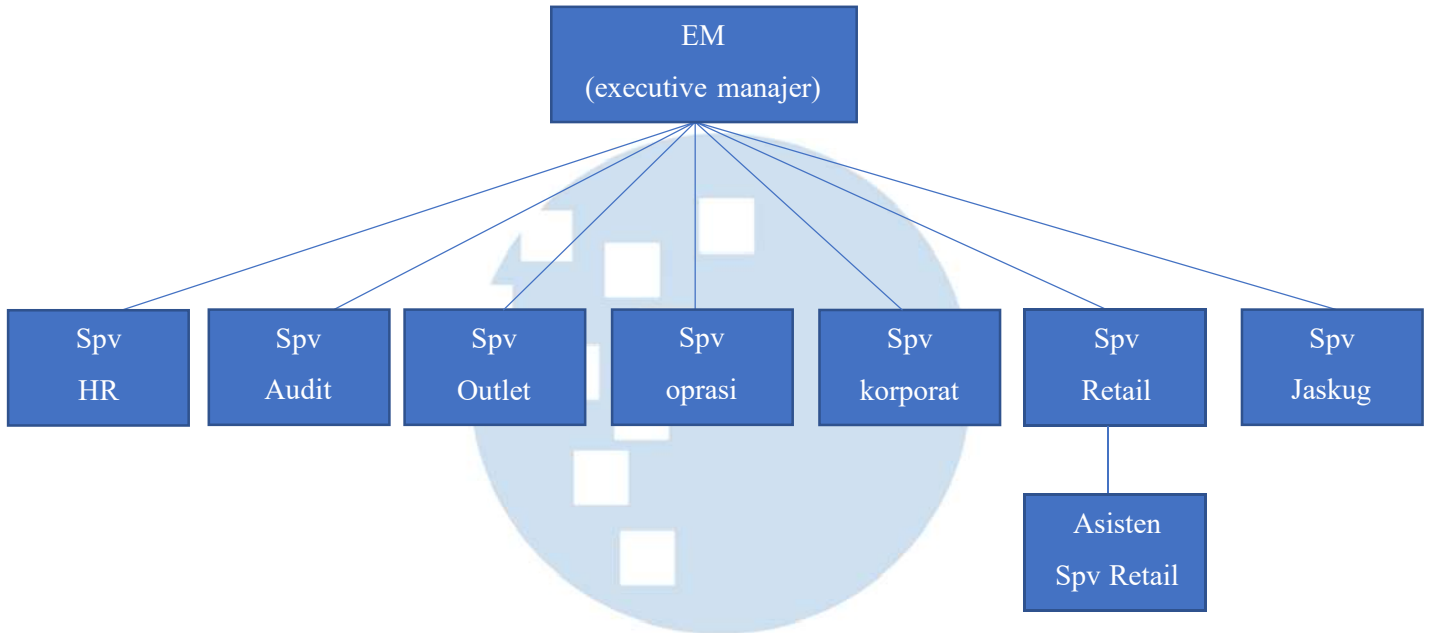 EM
(executive manajer)
Spv
HR
Spv
Audit
Spv
Outlet
Spv
oprasi
Spv
korporat
Spv
Retail
Spv
Jaskug
Asisten
Spv Retail